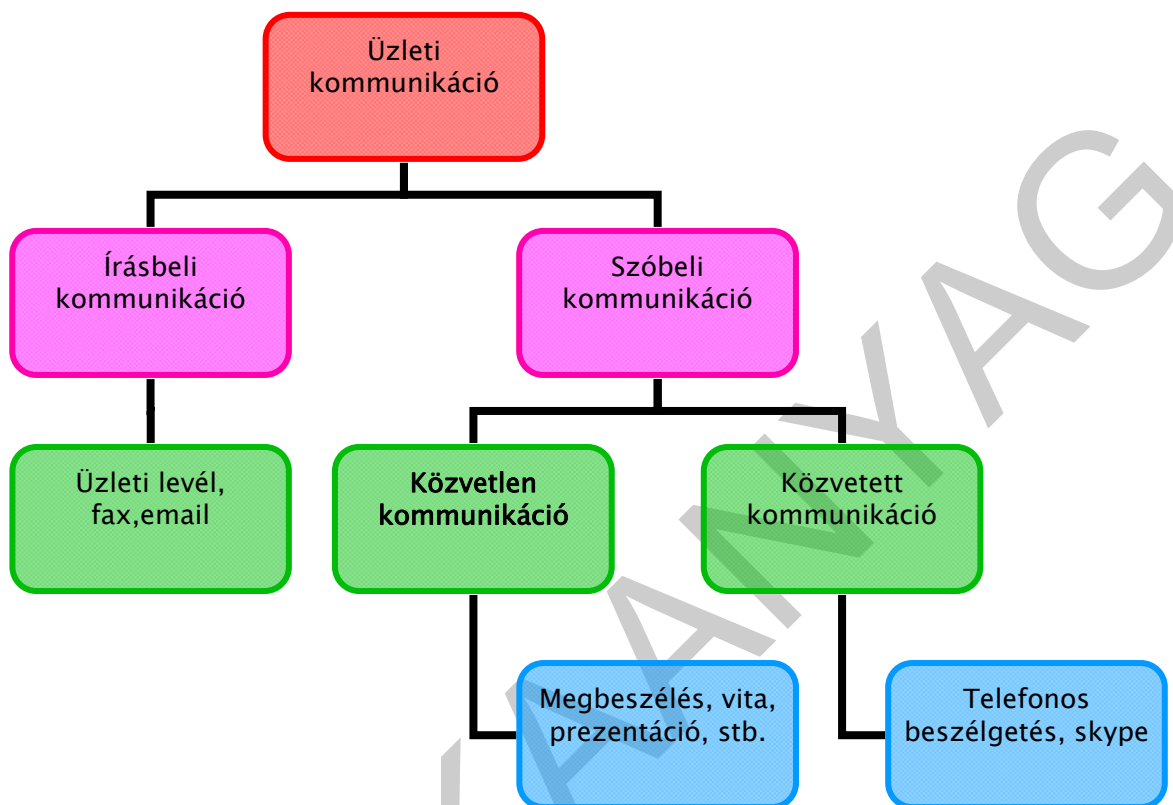 Üzleti
kommunikáció
Írásbeli
kommunikáció
Szóbeli
kommunikáció
Üzleti levél,
fax,email
Közvetlen
kommunikáció
Közvetett
kommunikáció
Megbeszélés, vita,
prezentáció, stb.
Telefonos
beszélgetés, skype
KAANYAG